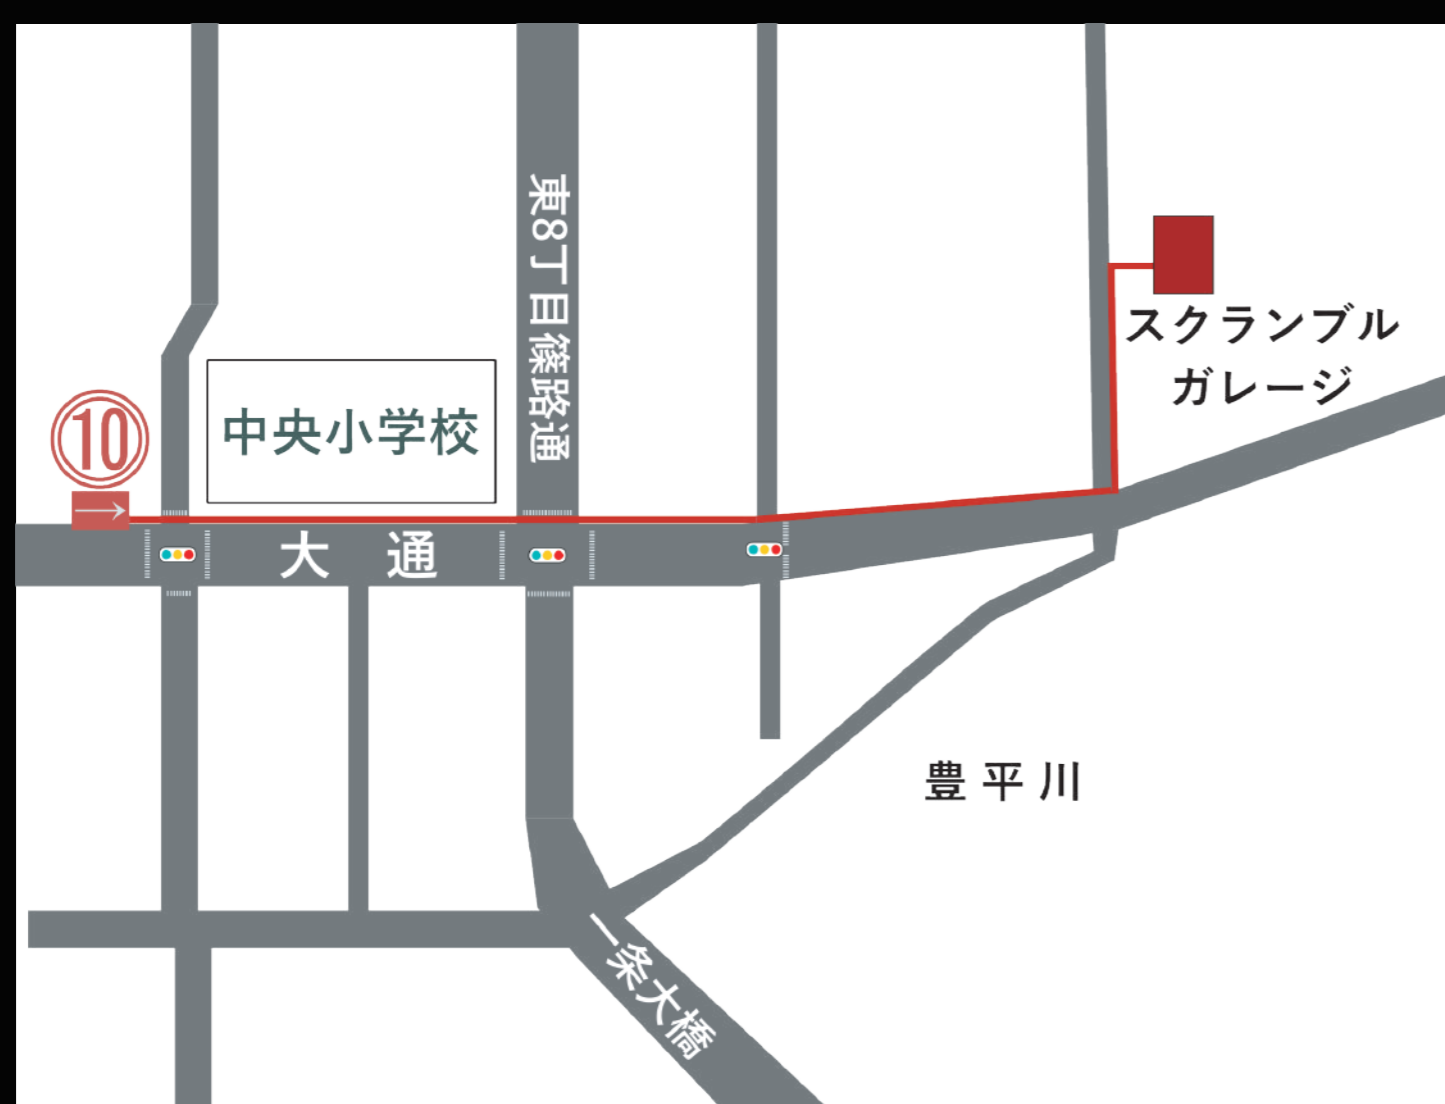 東8丁目篠路通
スクランブル
ガレージ
⑩
中央小学校
大通
豊平川
一条大橋